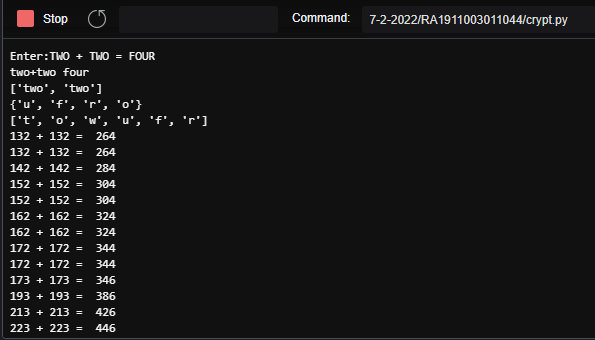 Stop Command: 7-2-2022/RA1911003011044/crypt.py
Enter:TWO + TWO = FOUR
two+two four
['two', 'two']
{'u', 'f', 'r', 'o'}
['t', 'o', 'w', 'u', 'f', 'r']
132 + 132 =  264
132 + 132 =  264
142 + 142 =  284
152 + 152 =  304
152 + 152 =  304
162 + 162 =  324
162 + 162 =  324
172 + 172 =  344
172 + 172 =  344
173 + 173 =  346
193 + 193 =  386
213 + 213 =  426
223 + 223 =  446